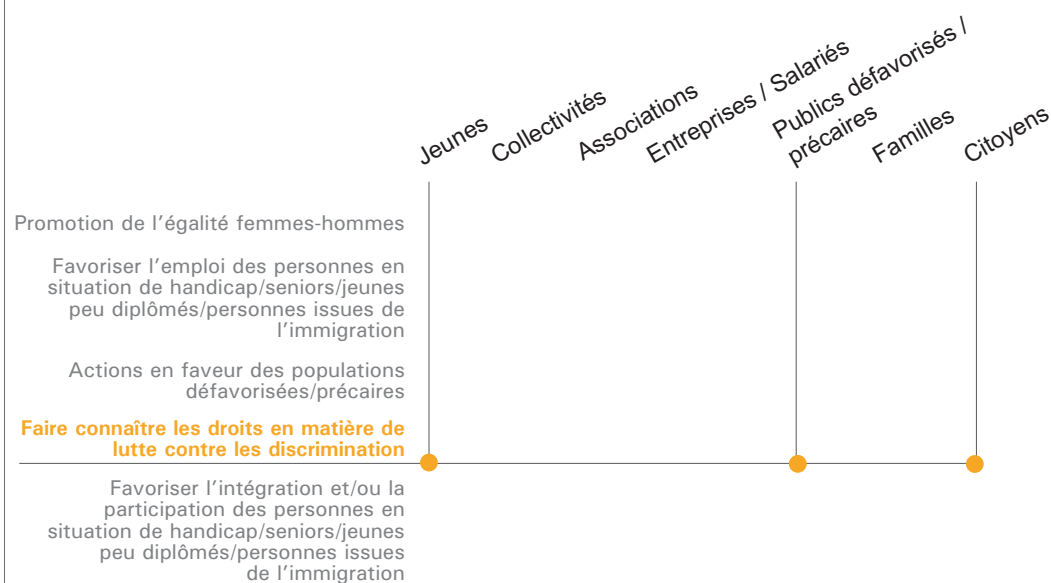 Jeunes
Collectivités
Associations
Entreprises / Salariés
Publics défavorisés /
précaires
Familles
Citoyens
Promotion de l’égalité femmes-hommes
Favoriser l’emploi des personnes en
situation de handicap/seniors/jeunes
peu diplômés/personnes issues de
l’immigration
Actions en faveur des populations
défavorisées/précaires
Faire connaître les droits en matière de
lutte contre les discrimination
Favoriser l’intégration et/ou la
participation des personnes en
situation de handicap/seniors/jeunes
peu diplômés/personnes issues
de l’immigration